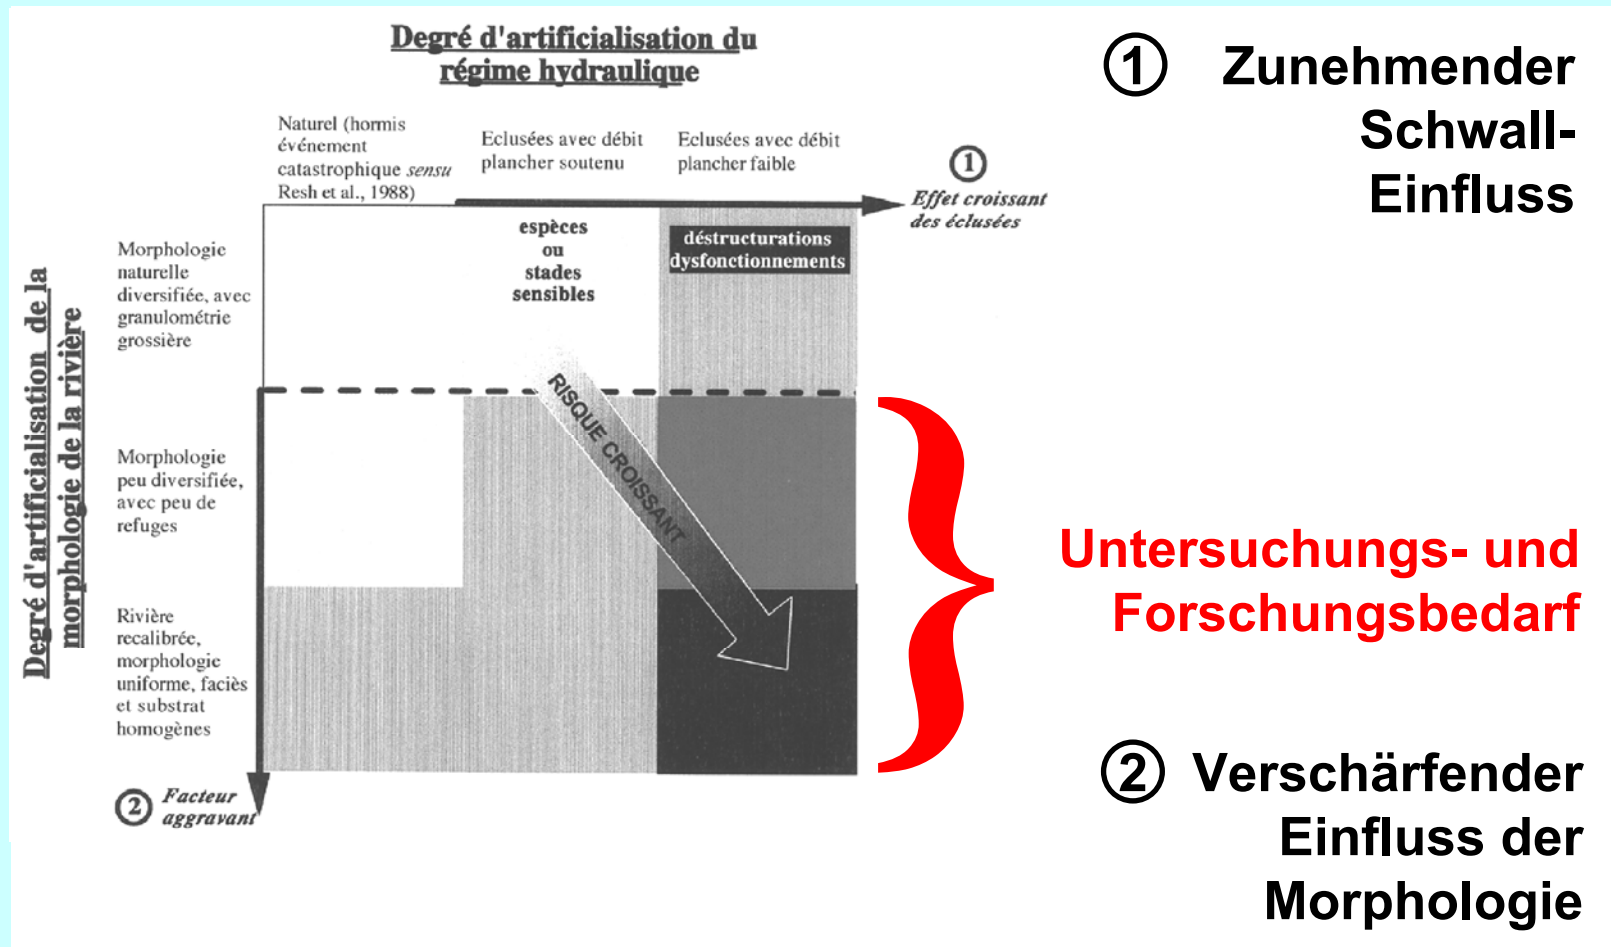 Degré d'artificialisation du
régime hydraulique
Naturel (hormis
événement
catastrophique sensu
Resh et al., 1988)
Eclusées avec débit
plancher soutenu
Eclusées avec débit
plancher faible
1
Effet croissant
des éclusées
Degré d'artificialisation de la
morphologie de la rivière
Morphologie
naturelle
diversifiée, avec
granulométrie
grossière
espèces
ou
stades
sensibles
déstructurations
dysfonctionnements
RISQUE CROISSANT
Morphologie
peu diversifiée,
avec peu de
refuges
Rivière
recalibrée,
morphologie
uniforme, faciès
et substrat
homogènes
2
Facteur
aggravant
1 Zunehmender
Schwall-
Einfluss
Untersuchungs- und
Forschungsbedarf
2 Verschärfender
Einfluss der
Morphologie